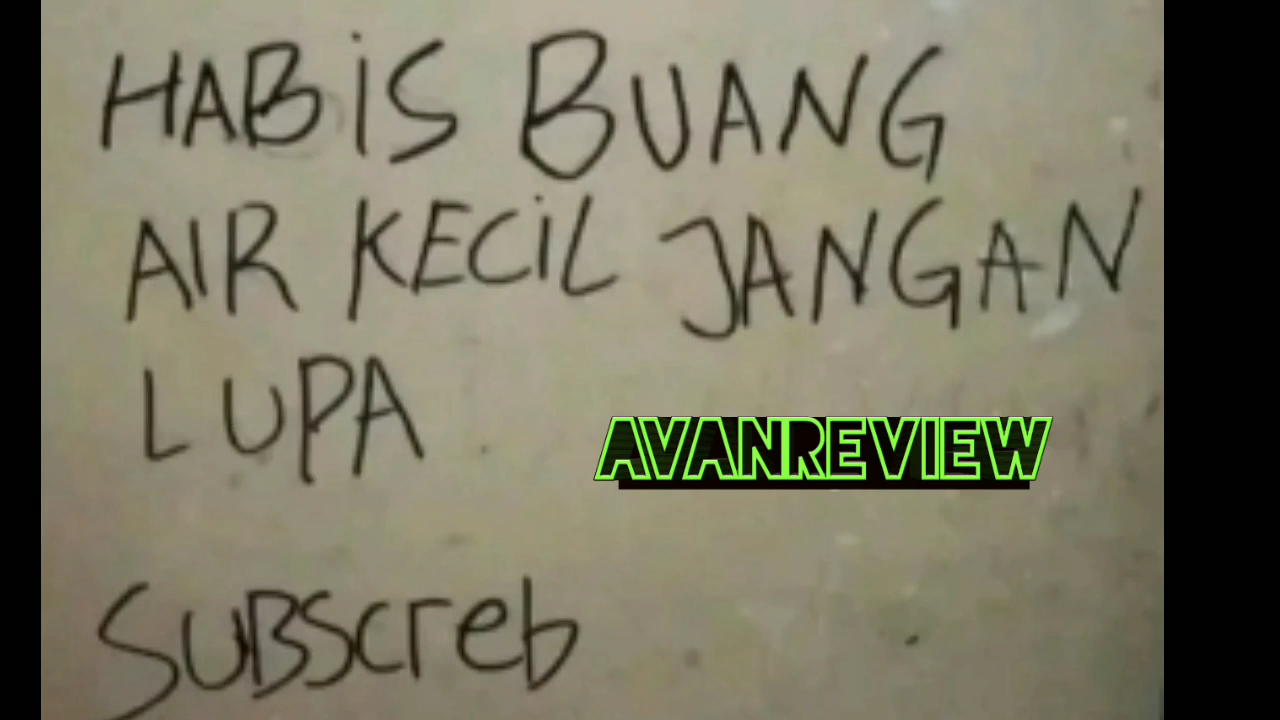 HABiS BUANG
AIR KECiL JANGAN
LUPA
AVANREVIEW
SUBScreb